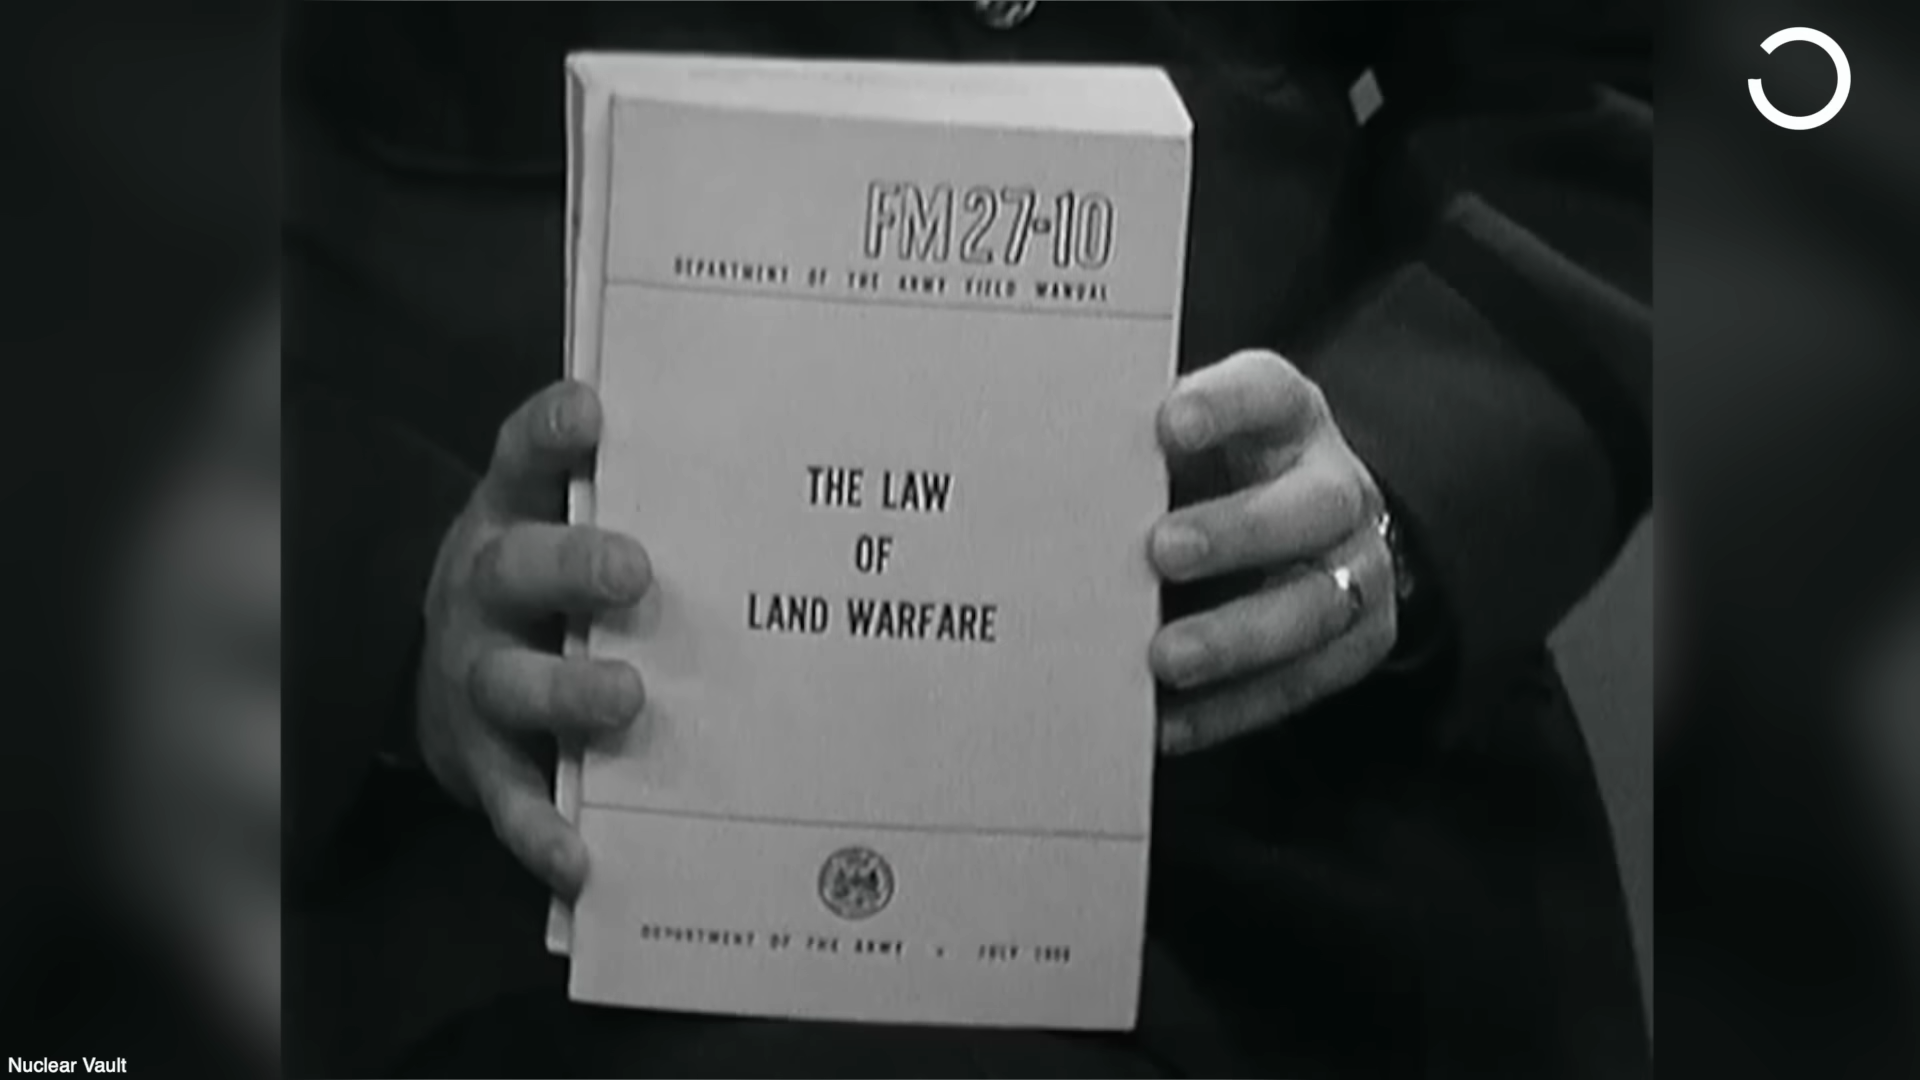 FM 27-10
DEPARTMENT OF THE ARMY FIELD MANUAL
THE LAW
OF
LAND WARFARE
DEPARTMENT OF THE ARMY • JULY
Nuclear Vault